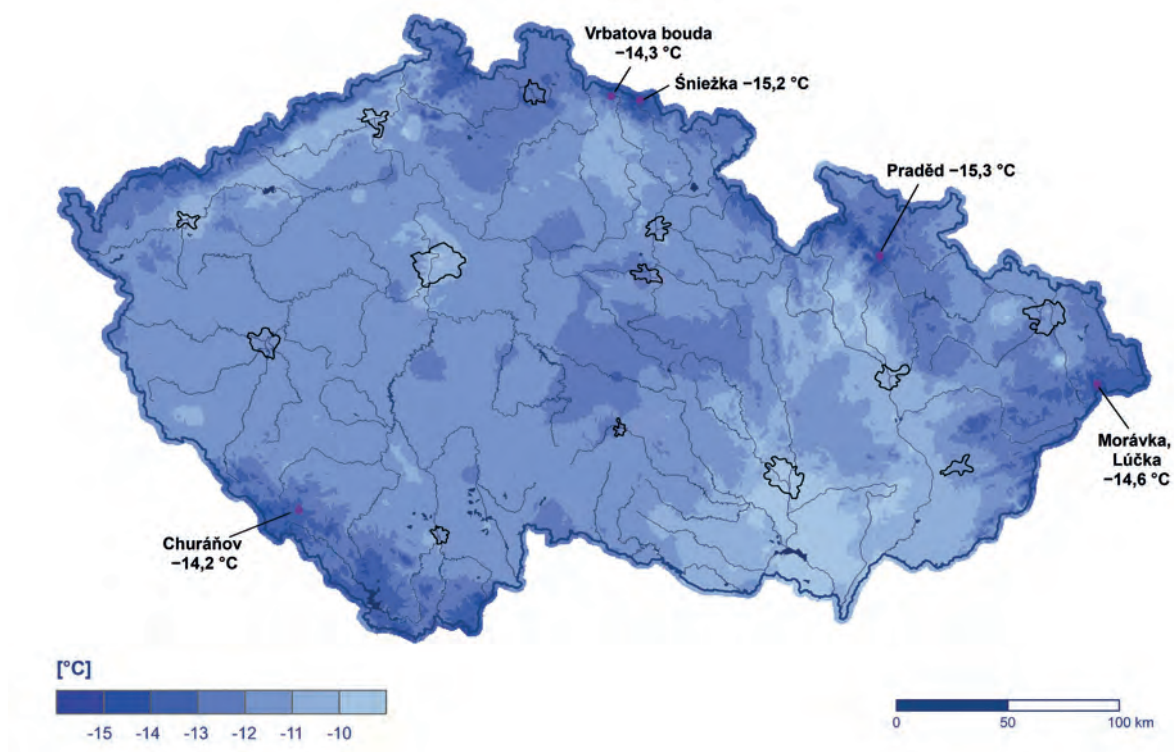 Vrbatova bouda
−14,3 °C
Śnieżka −15,2 °C
Praděd −15,3 °C
Morávka,
Lúčka
−14,6 °C
Churáňov
−14,2 °C
[°C]
-15 -14 -13 -12 -11 -10
0 50 100 km